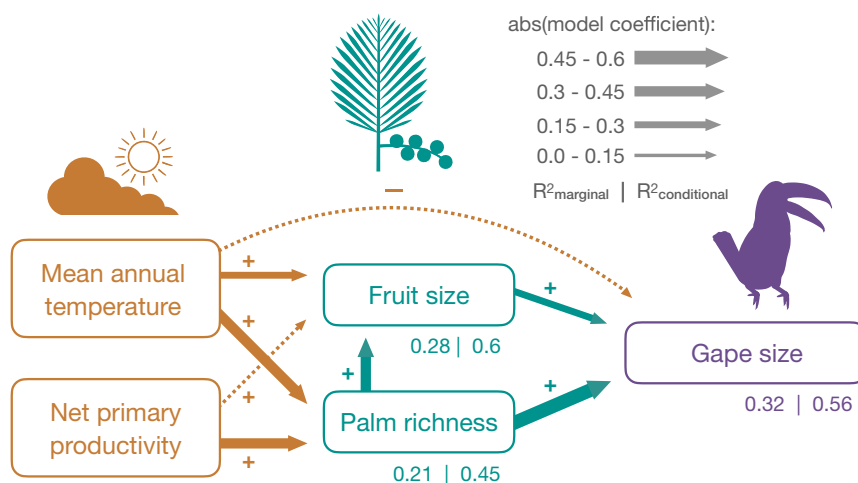 abs(model coefficient):
0.45 - 0.6
0.3 - 0.45
0.15 - 0.3
0.0 - 0.15
R²marginal | R²conditional
−
Mean annual
temperature
+
+
Fruit size
0.28 | 0.6
+
Gape size
0.32 | 0.56
Net primary
productivity
+
+
+
Palm richness
0.21 | 0.45
+